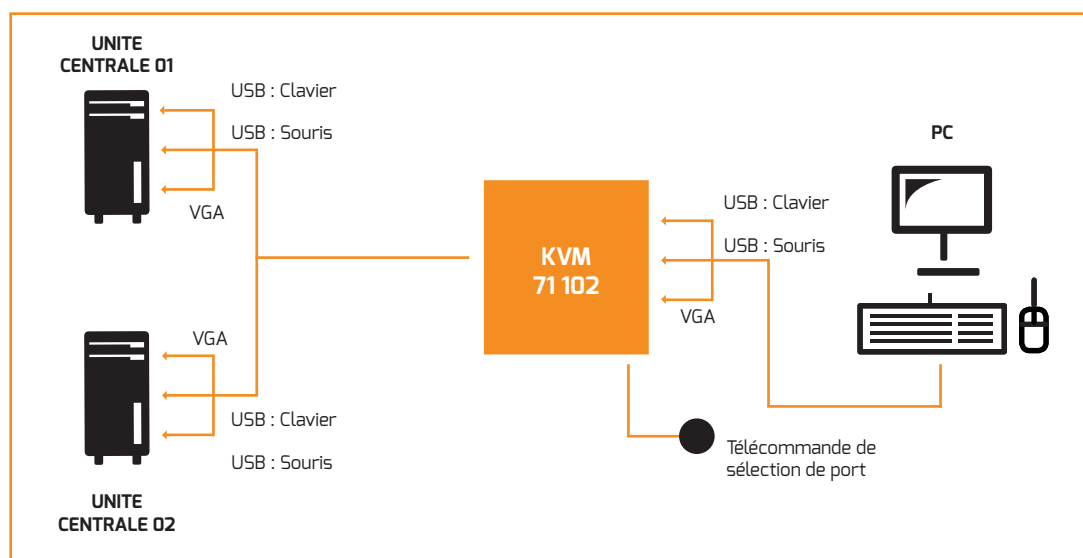 UNITE
CENTRALE 01
USB : Clavier
USB : Souris
VGA
VGA
USB : Clavier
USB : Souris
UNITE
CENTRALE 02
KVM
71 102
USB : Clavier
USB : Souris
VGA
PC
Télécommande de
sélection de port